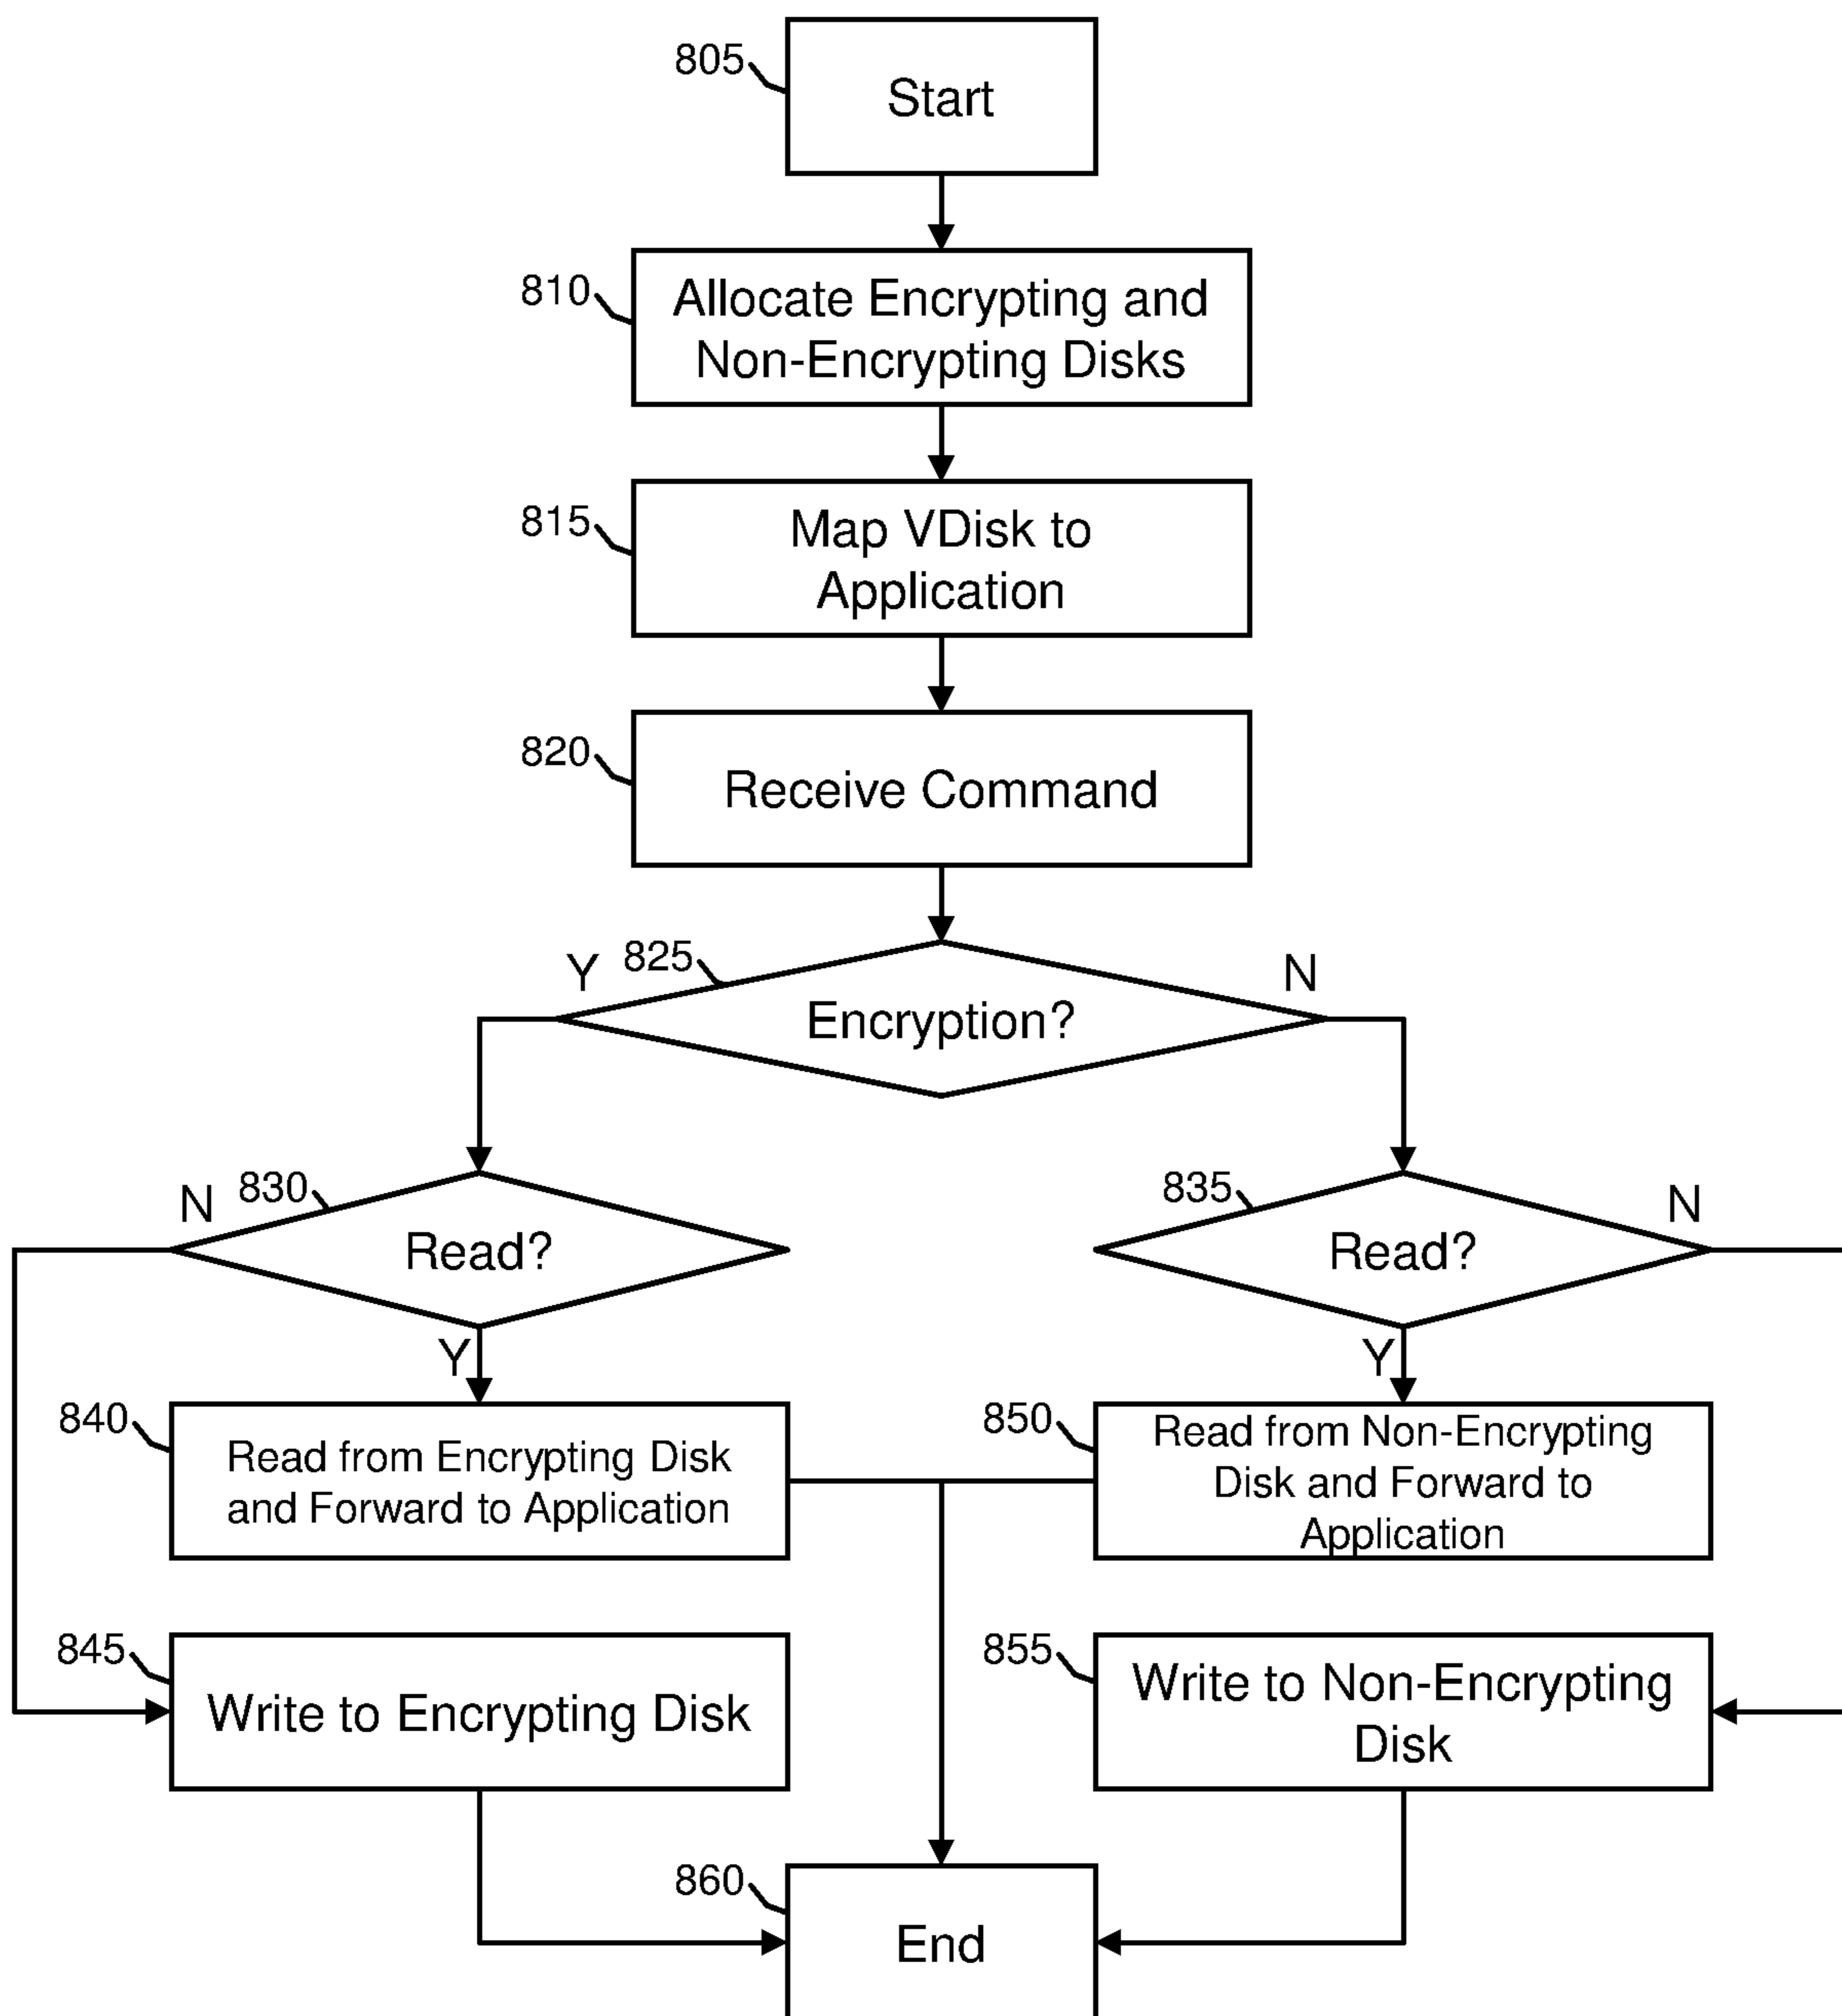 805
Start
810
Allocate Encrypting and
Non-Encrypting Disks
815
Map VDisk to
Application
820
Receive Command
Y
825
N
Encryption?
N
830
Read?
Y
835
N
Read?
Y
840
Read from Encrypting Disk
and Forward to Application
850
Read from Non-Encrypting
Disk and Forward to
Application
845
Write to Encrypting Disk
855
Write to Non-Encrypting
Disk
860
End